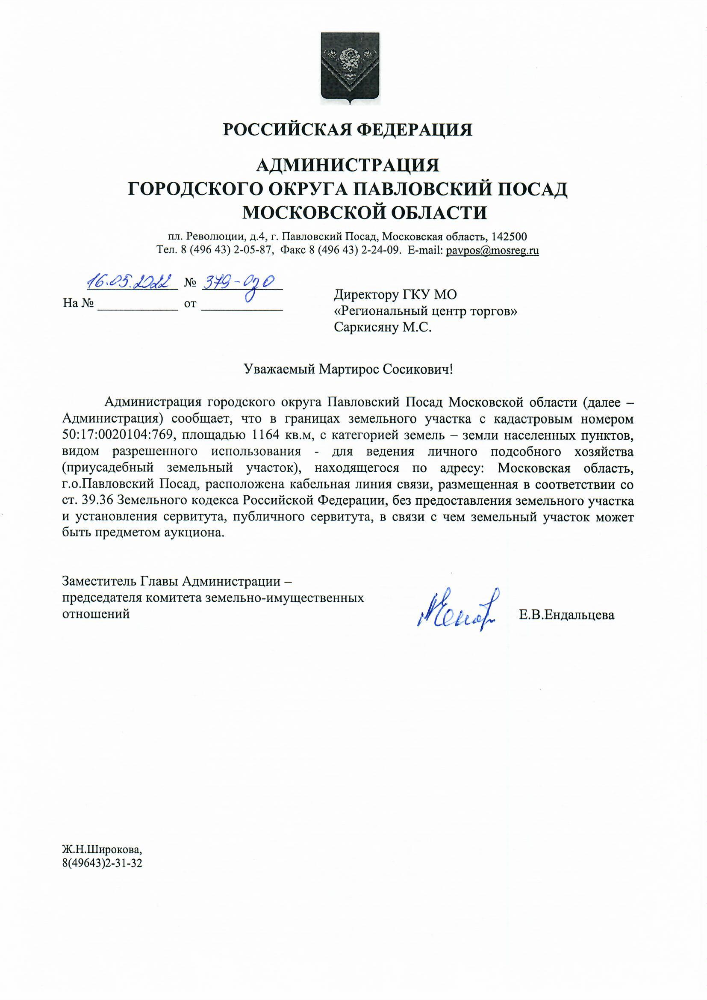 РОССИЙСКАЯ ФЕДЕРАЦИЯ
АДМИНИСТРАЦИЯ
ГОРОДСКОГО ОКРУГА ПАВЛОВСКИЙ ПОСАД
МОСКОВСКОЙ ОБЛАСТИ
пл. Революции, д.4, г. Павловский Посад, Московская область, 142500
Тел. 8 (496 43) 2-05-87, Факс 8 (496 43) 2-24-09. E-mail: pavpos@mosreg.ru
16.05.2022 № 379-озо
На № ____________ от ____________
Директору ГКУ МО
«Региональный центр торгов»
Саркисяну М.С.
Уважаемый Мартирос Сосикович!
Администрация городского округа Павловский Посад Московской области (далее –
Администрация) сообщает, что в границах земельного участка с кадастровым номером
50:17:0020104:769, площадью 1164 кв.м, с категорией земель – земли населенных пунктов,
видом разрешенного использования - для ведения личного подсобного хозяйства
(приусадебный земельный участок), находящегося по адресу: Московская область,
г.о.Павловский Посад, расположена кабельная линия связи, размещенная в соответствии со
ст. 39.36 Земельного кодекса Российской Федерации, без предоставления земельного участка
и установления сервитута, публичного сервитута, в связи с чем земельный участок может
быть предметом аукциона.
Заместитель Главы Администрации –
председателя комитета земельно-имущественных
отношений
Е.В.Ендальцева
Ж.Н.Широкова,
8(49643)2-31-32